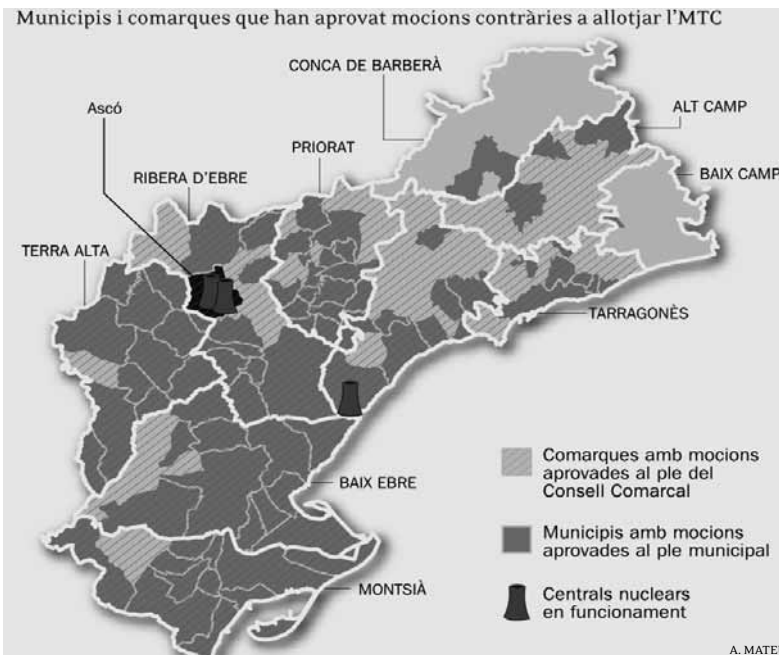 Municipis i comarques que han aprovat mocions contràries a allotjar l'MTC
CONCA DE BARBERÀ
Ascó
ALT CAMP
PRIORAT
RIBERA D'EBRE
BAIX CAMP
TERRA ALTA
TARRAGONÈS
BAIX EBRE
MONTSIÀ
Comarques amb mocions
aprovades al ple del
Consell Comarcal
Municipis amb mocions
aprovades al ple municipal
Centrals nuclears
en funcionament
A. MATE